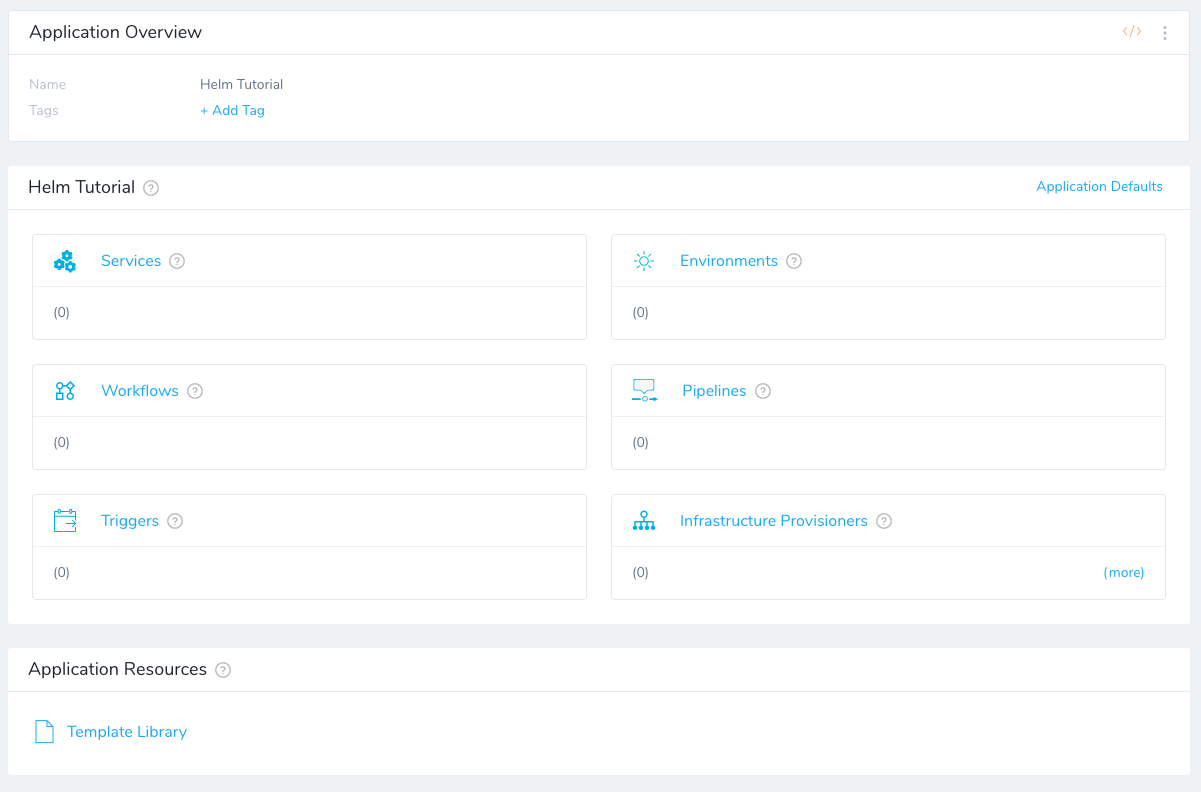 Application Overview
</>
Name Helm Tutorial
Tags + Add Tag
Helm Tutorial ?
Application Defaults
Services ?
(0)
Environments ?
(0)
Workflows ?
(0)
Pipelines ?
(0)
Triggers ?
(0)
Infrastructure Provisioners ?
(0) (more)
Application Resources ?
Template Library